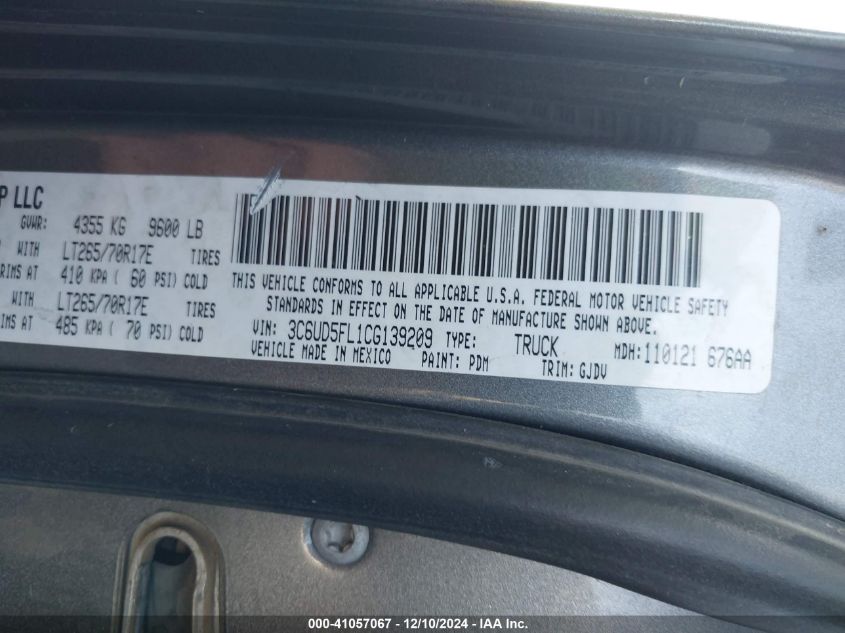 P LLC
GVWR: 4355 KG 9600 LB
WITH LT265/70R17E TIRES
RIMS AT 410 KPA ( 60 PSI) COLD
WITH LT265/70R17E TIRES
IMS AT 485 KPA ( 70 PSI) COLD
THIS VEHICLE CONFORMS TO ALL APPLICABLE U.S.A. FEDERAL MOTOR VEHICLE SAFETY
STANDARDS IN EFFECT ON THE DATE OF MANUFACTURE SHOWN ABOVE.
VIN: 3C6UD5FL1CG139209 TYPE: TRUCK MDH:110121 676AA
VEHICLE MADE IN MEXICO PAINT: PDM TRIM: GJDV
000-41057067 - 12/10/2024 - IAA Inc.